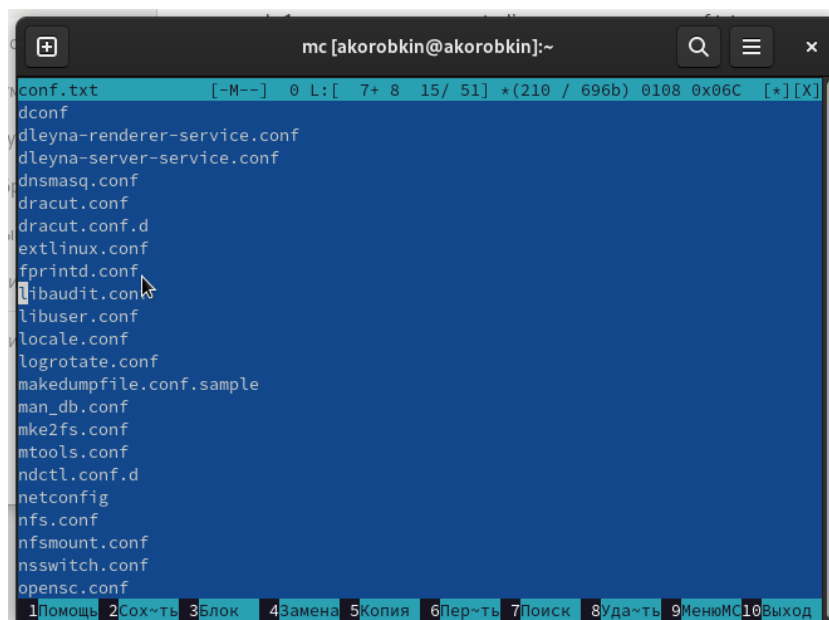 mc [akorobkin@akorobkin]:~
conf.txt [-M--] 0 L:[ 7+ 8 15/ 51] *(210 / 696b) 0108 0x06C [*][X]
dconf
dleyna-renderer-service.conf
dleyna-server-service.conf
dnsmasq.conf
dracut.conf
dracut.conf.d
extlinux.conf
fprintd.conf
libaudit.conf
libuser.conf
locale.conf
logrotate.conf
makedumpfile.conf.sample
man_db.conf
mke2fs.conf
mtools.conf
ndctl.conf.d
netconfig
nfs.conf
nfsmount.conf
nsswitch.conf
opensc.conf
1Помощь 2Сох~ть 3Блок 4Замена 5Копия 6Пер~ть 7Поиск 8Уда~ть 9МенюMC 10Выход